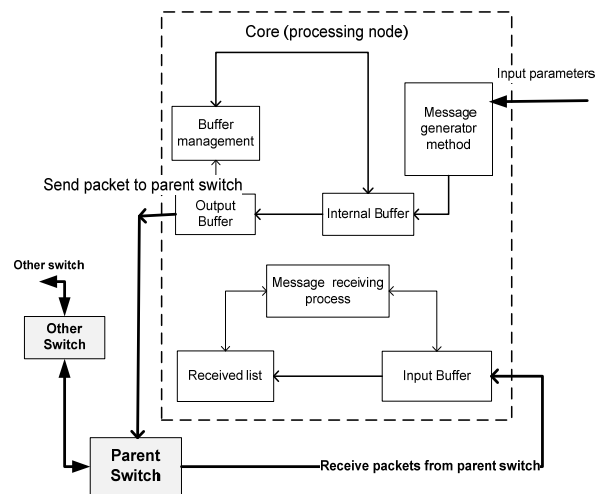 Core (processing node)
Input parameters
Buffer
management
Message
generator
method
Send packet to parent switch
Output
Buffer
Internal Buffer
Other switch
Message receiving
process
Other
Switch
Received list
Input Buffer
Parent
Switch
Receive packets from parent switch